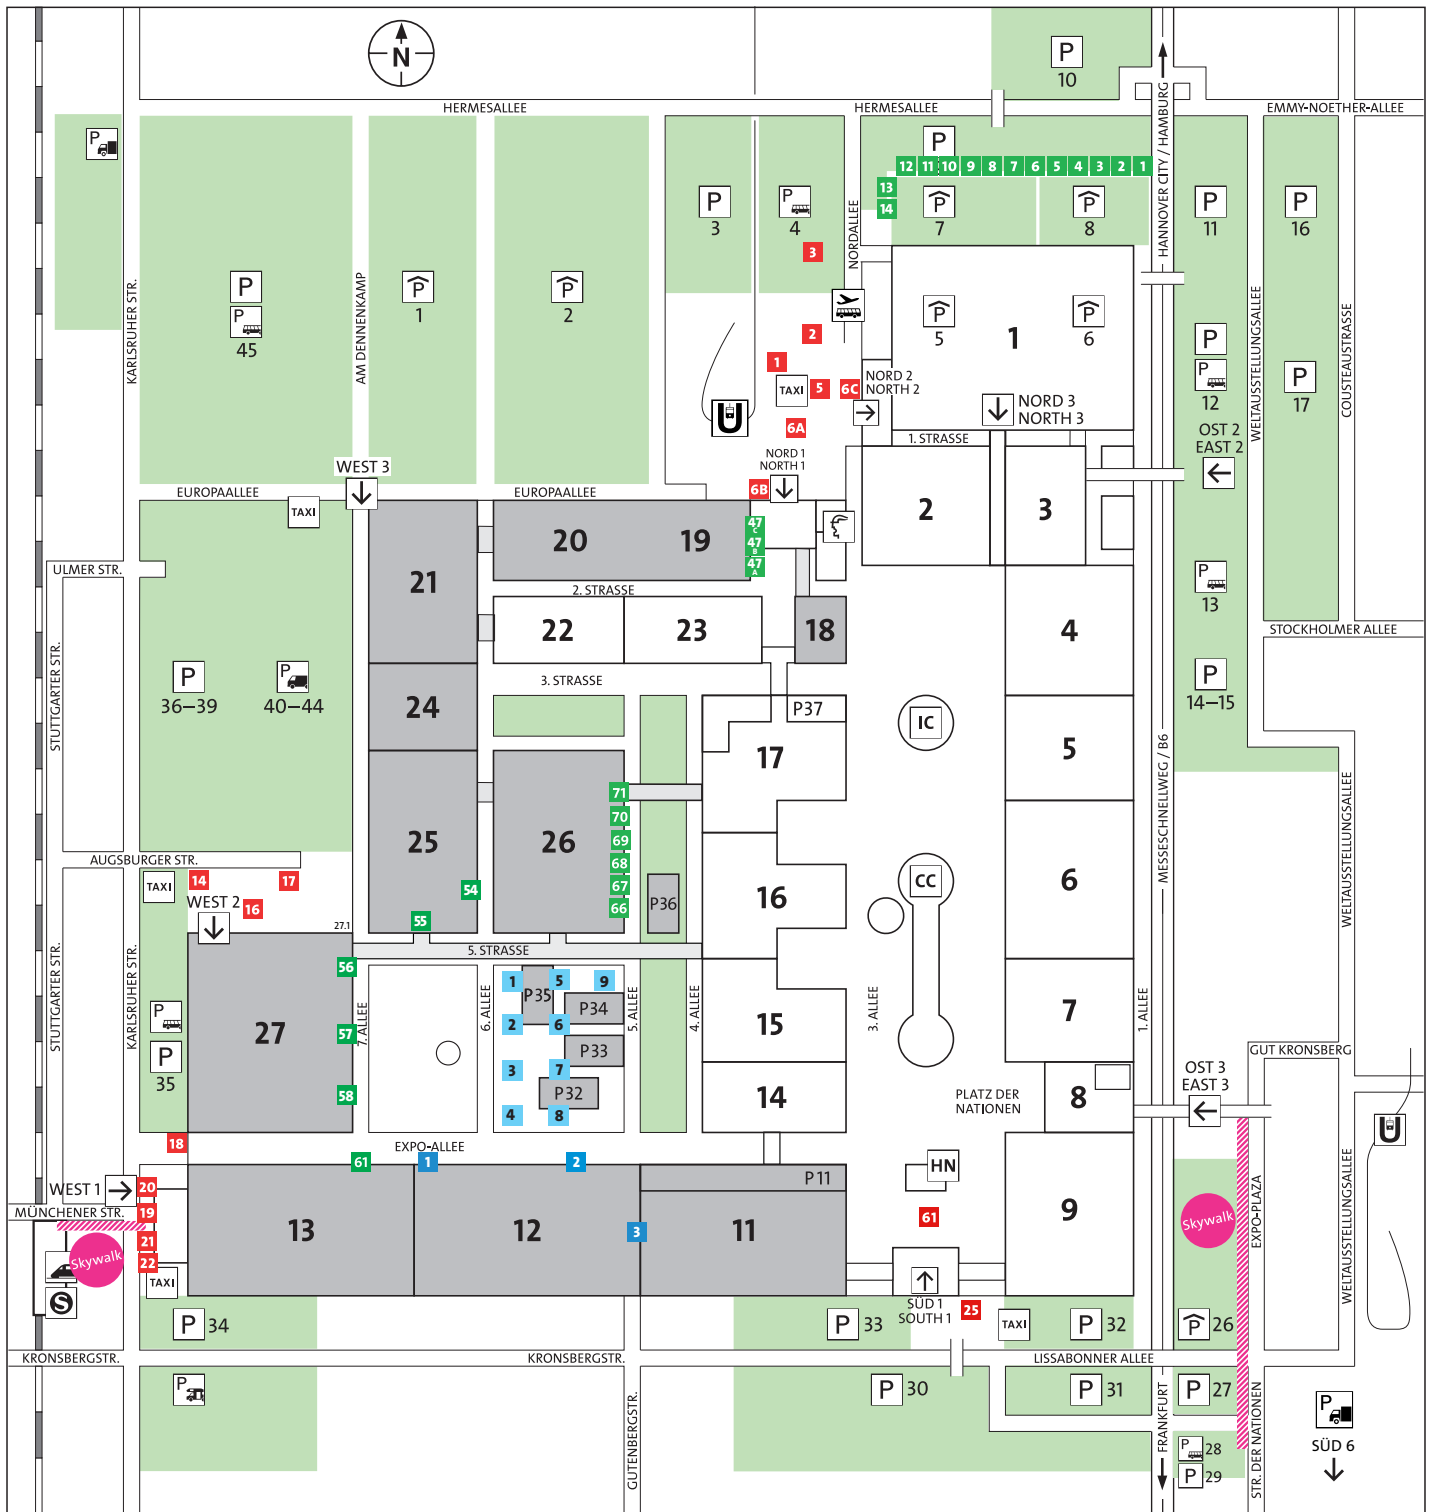 N
P
10
HERMESALLEE
HERMESALLEE
EMMY-NOETHER-ALLEE
HANNOVER CITY / HAMBURG
P
P
12
11
10
9
8
7
6
5
4
3
2
1
13
14
P
3
P
4
P
7
P
8
P
11
P
16
3
NORDALLEE
KARLSRUHER STR.
AM DENNENKAMP
WELTAUSSTELLUNGSALLEE
COUSTEAUSTRASSE
P
P
45
P
1
P
2
P
5
1
P
6
P
P
12
P
17
2
1
TAXI
5
6C
NORD 2
NORTH 2
NORD 3
NORTH 3
U
6A
OST 2
EAST 2
1. STRASSE
NORD 1
NORTH 1
WEST 3
6B
EUROPAALLEE
EUROPAALLEE
TAXI
20
19
47
C
47
B
47
A
2
3
ULMER STR.
21
2. STRASSE
P
13
22
23
18
4
STOCKHOLMER ALLEE
STUTTGARTER STR.
P
36–39
P
40–44
3. STRASSE
P
14–15
24
P37
IC
17
5
MESSESCHNELLWEG / B6
71
70
25
26
69
68
67
66
54
55
AUGSBURGER STR.
TAXI
14
17
WEST 2
16
27.1
P36
16
CC
6
WELTAUSSTELLUNGSALLEE
5. STRASSE
STUTTGARTER STR.
KARLSRUHER STR.
56
1
P35
5
9
P34
2
6
P
P
35
27
57
7. ALLEE
6. ALLEE
5. ALLEE
4. ALLEE
3. ALLEE
1. ALLEE
15
7
P33
3
7
P32
4
8
58
GUT KRONSBERG
OST 3
EAST 3
14
PLATZ DER
NATIONEN
8
U
18
EXPO-ALLEE
61
1
2
P 11
HN
WEST 1
20
MÜNCHENER STR.
19
21
22
Skywalk
S
TAXI
13
12
3
11
61
9
Skywalk
EXPO-PLAZA
WELTAUSSTELLUNGSALLEE
SÜD 1
SOUTH 1
25
TAXI
P 34
P 33
P 32
P 26
KRONSBERGSTR.
KRONSBERGSTR.
LISSABONNER ALLEE
P
P 30
P 31
P 27
P
GUTENBERGSTR.
FRANKFURT
STR. DER NATIONEN
P 28
P 29
SÜD 6